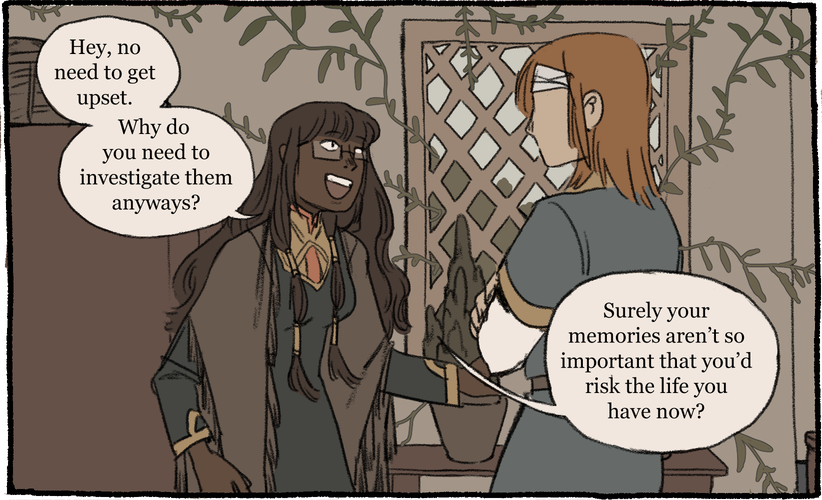 Hey, no
need to get
upset.
Why do
you need to
investigate them
anyways?
Surely your
memories aren't so
important that you'd
risk the life you
have now?